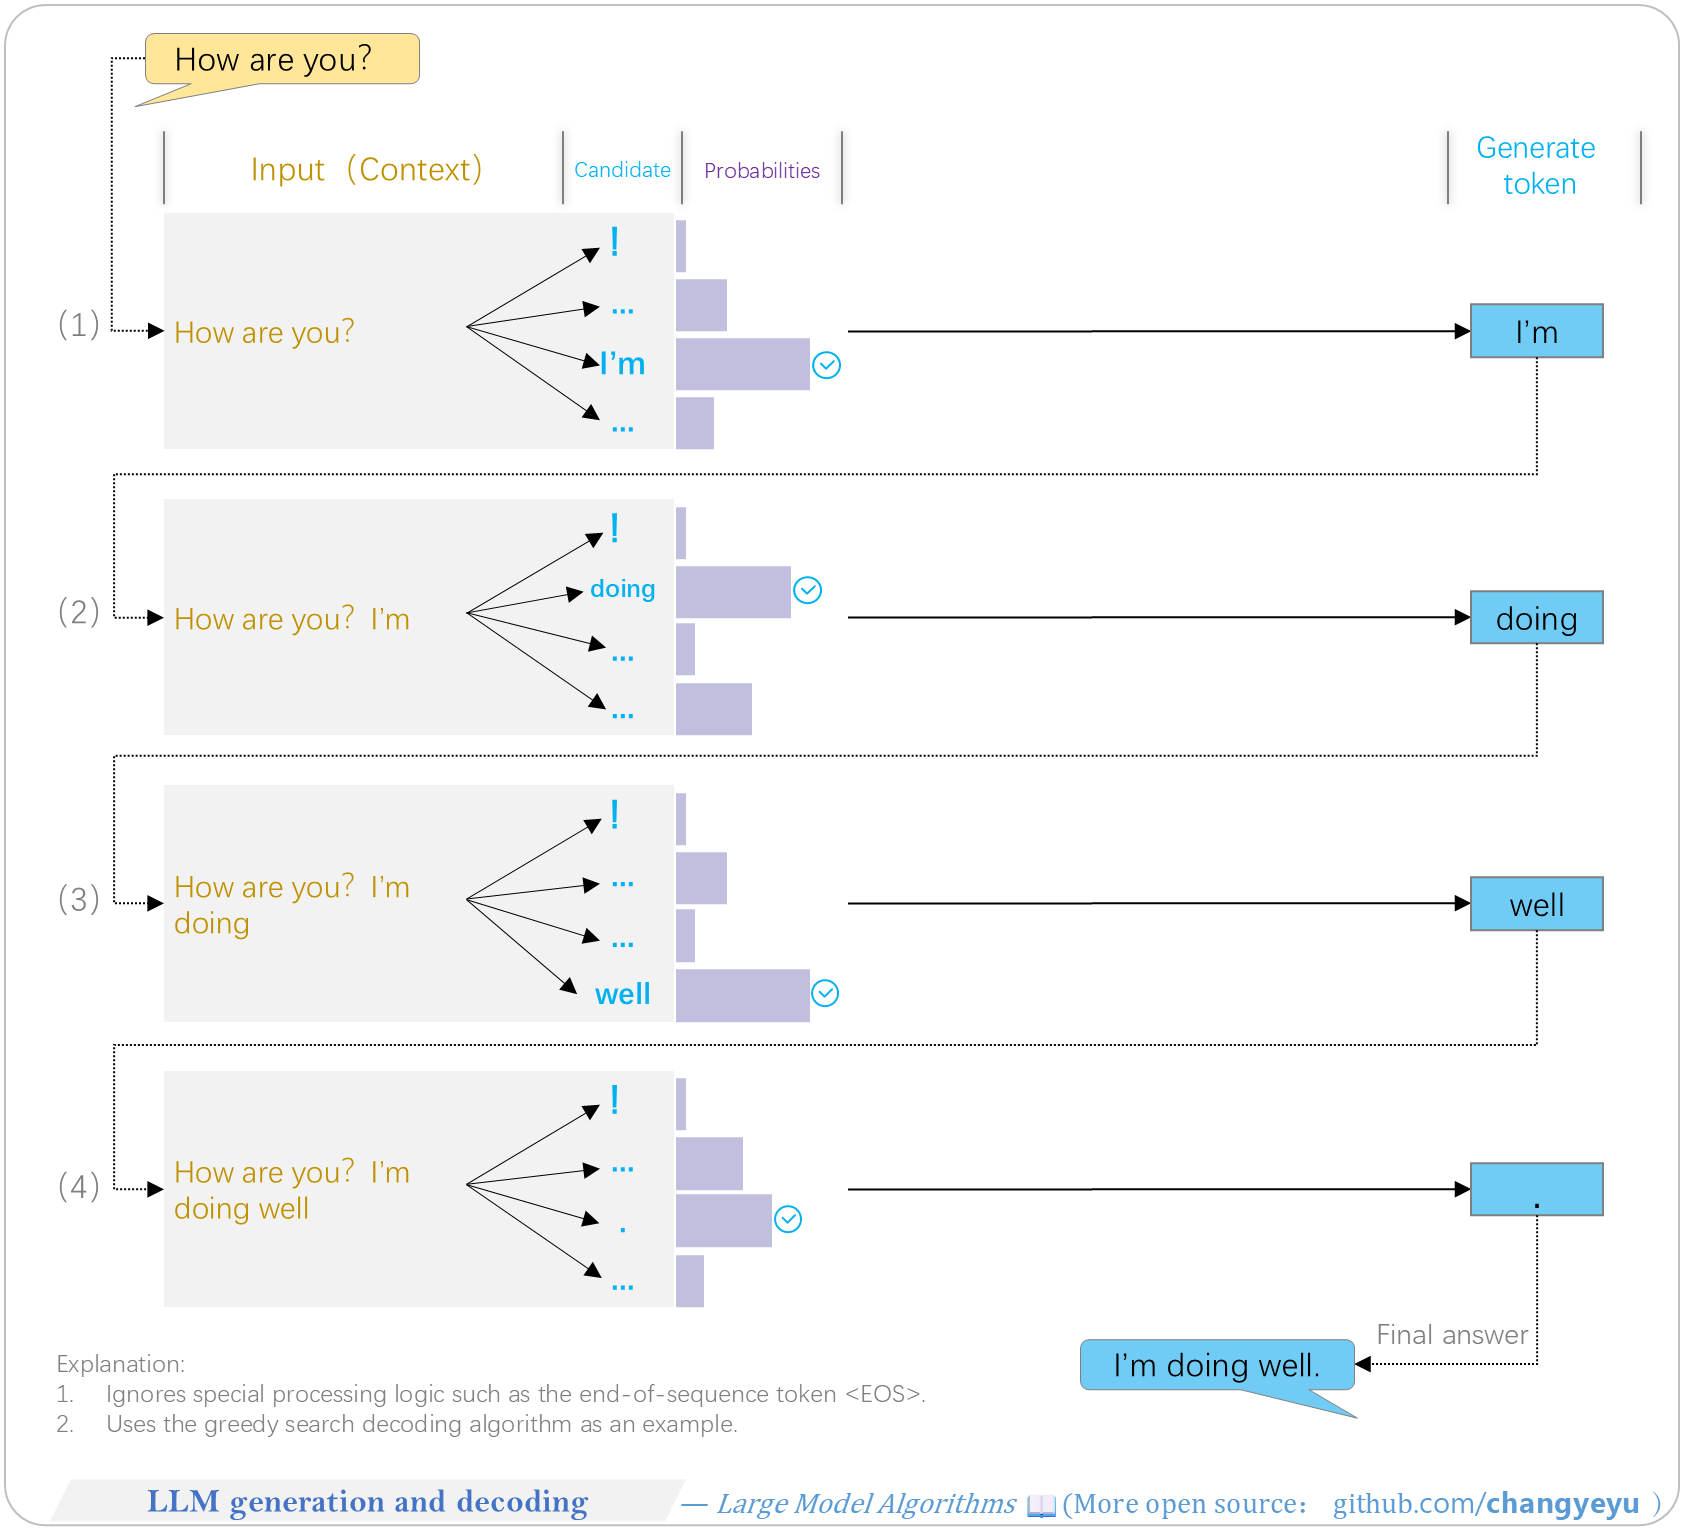 How are you?
Input （Context） Candidate Probabilities Generate
token
!
...
(1) How are you? I'm I'm
...
!
doing
(2) How are you? I'm doing
...
...
!
...
(3) How are you? I'm well
doing
...
well
!
...
(4) How are you? I'm .
doing well
.
...
Final answer
I'm doing well.
Explanation:
1. Ignores special processing logic such as the end-of-sequence token <EOS>.
2. Uses the greedy search decoding algorithm as an example.
LLM generation and decoding — Large Model Algorithms 📖 (More open source： github.com/changyeyu )